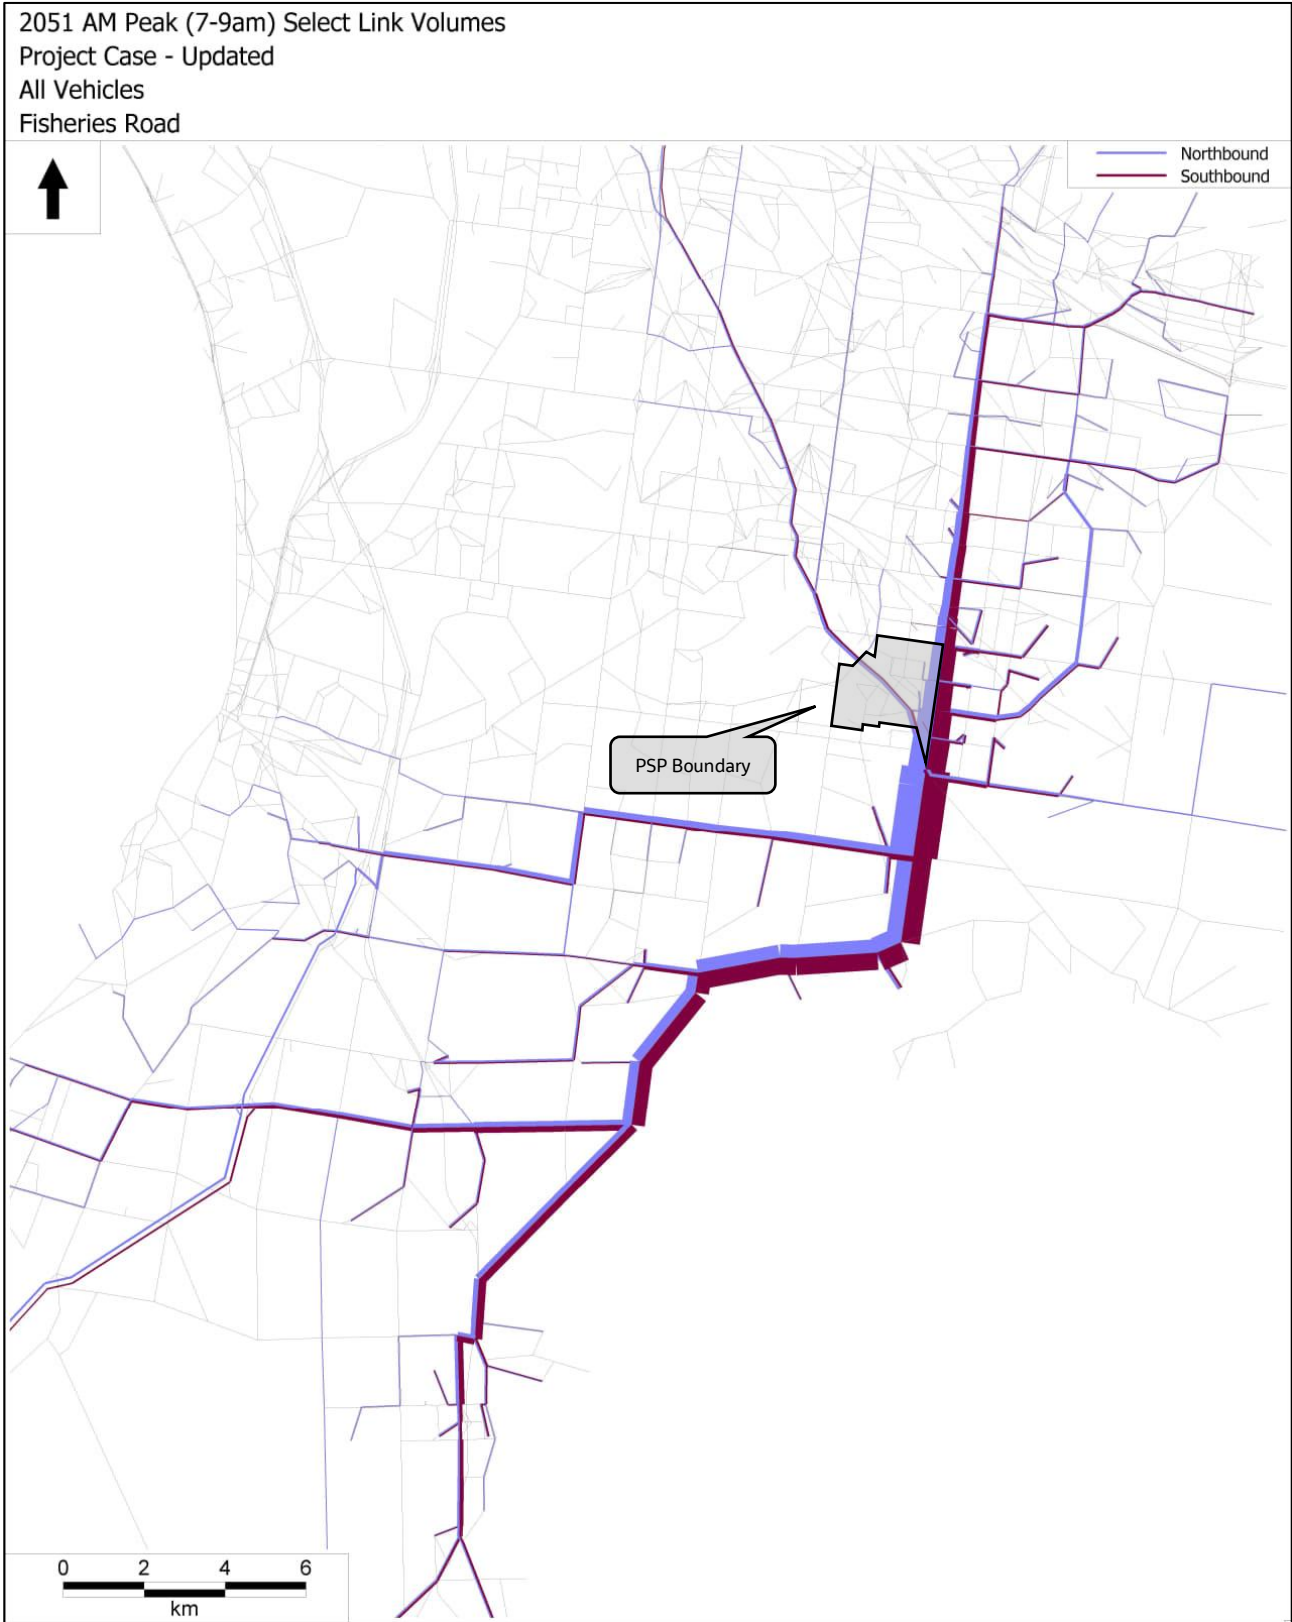 2051 AM Peak (7-9am) Select Link Volumes
Project Case - Updated
All Vehicles
Fisheries Road
Northbound
Southbound
PSP Boundary
0 2 4 6
km